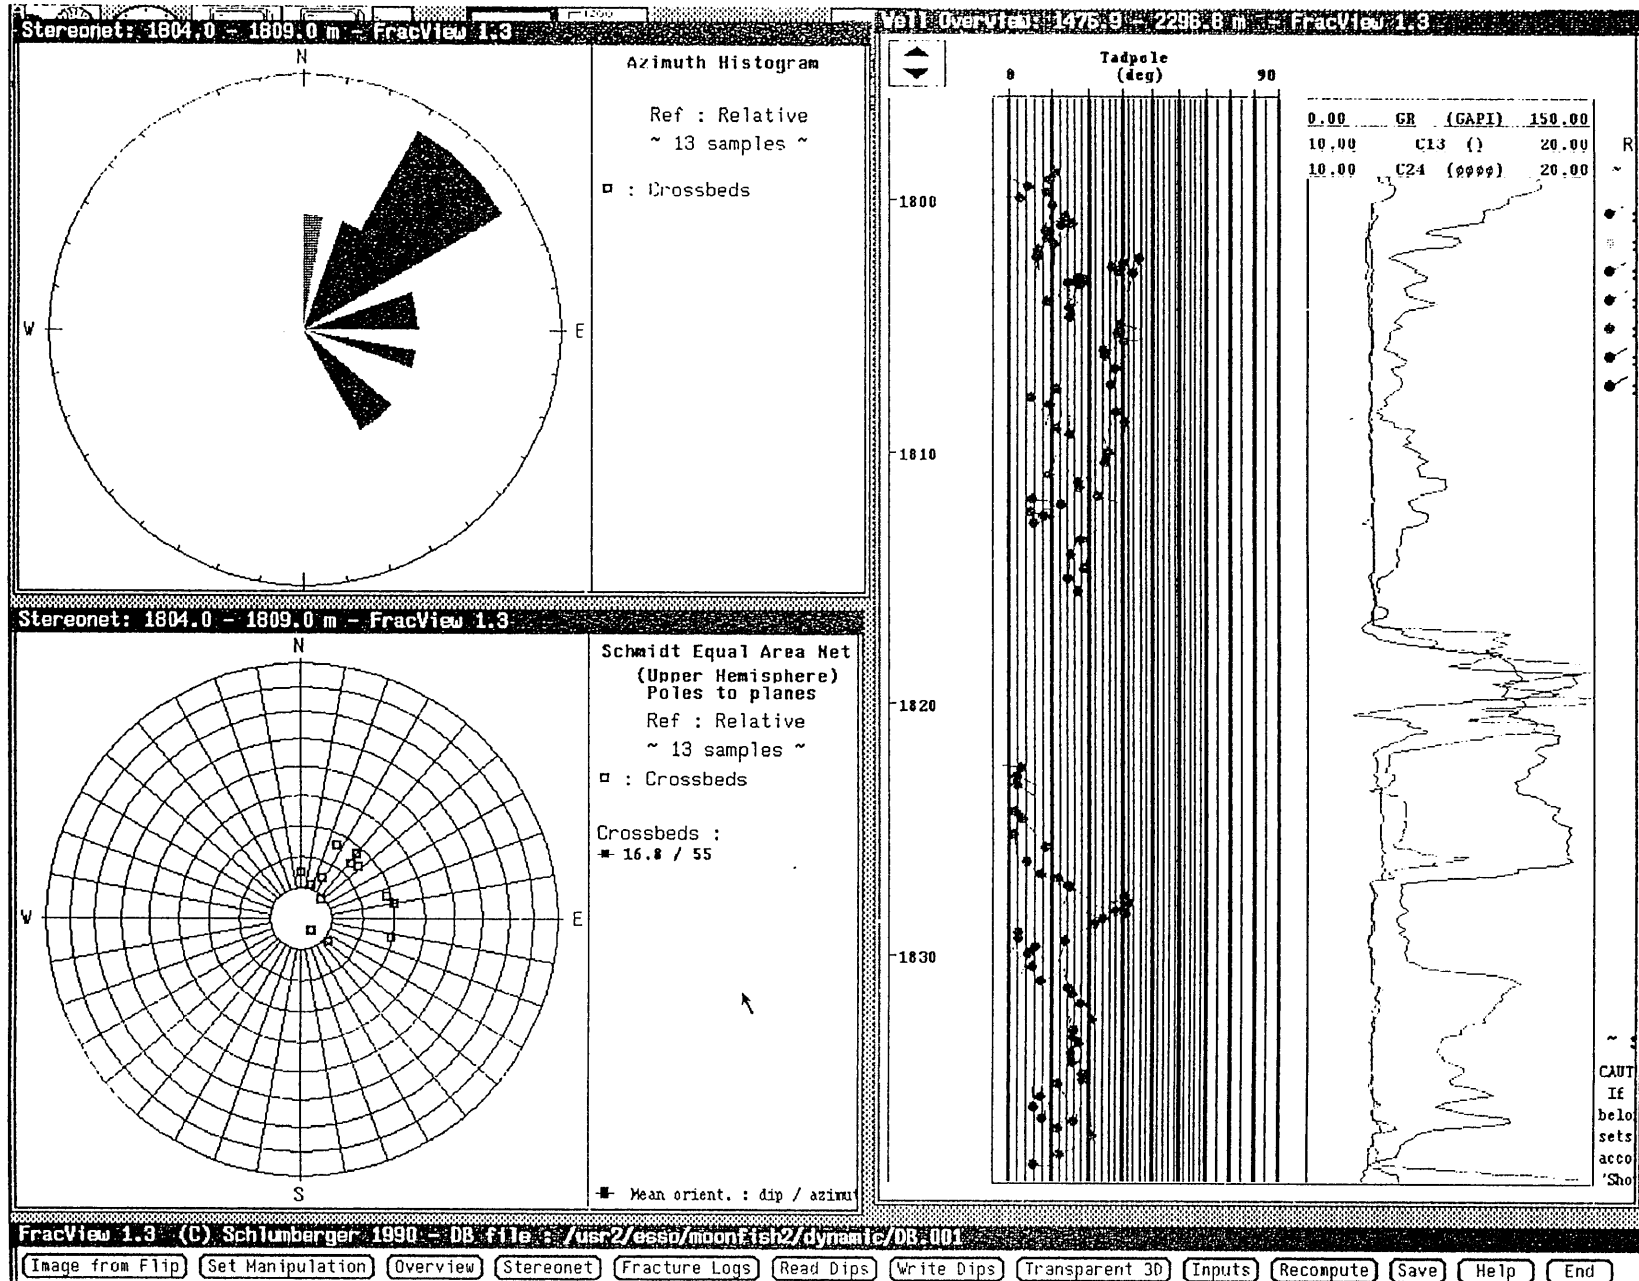 Stereonet: 1804.0 - 1809.0 m - FracView 1.3
N
W
E
Azimuth Histogram
Ref : Relative
~ 13 samples ~
: Crossbeds
Stereonet: 1804.0 - 1809.0 m - FracView 1.3
N
W
E
S
Schmidt Equal Area Net
(Upper Hemisphere)
Poles to planes
Ref : Relative
~ 13 samples ~
: Crossbeds
Crossbeds :
16.8 / 55
Mean orient. : dip / azimut
Well Overview: 1476.9 - 2296.8 m - FracView 1.3
Tadpole
0 (deg) 90
0.00 GR (GAPI) 150.00
10.00 C13 () 20.00
10.00 C24 (øøøø) 20.00
R
~
1800
1810
1820
1830
~
CAUT
If
belo
sets
acco
'Sho
FracView 1.3 (C) Schlumberger 1990 - DB file : /usr2/esso/moonfish2/dynamic/DB.001
Image from Flip Set Manipulation Overview Stereonet Fracture Logs Read Dips Write Dips Transparent 3D Inputs Recompute Save Help End